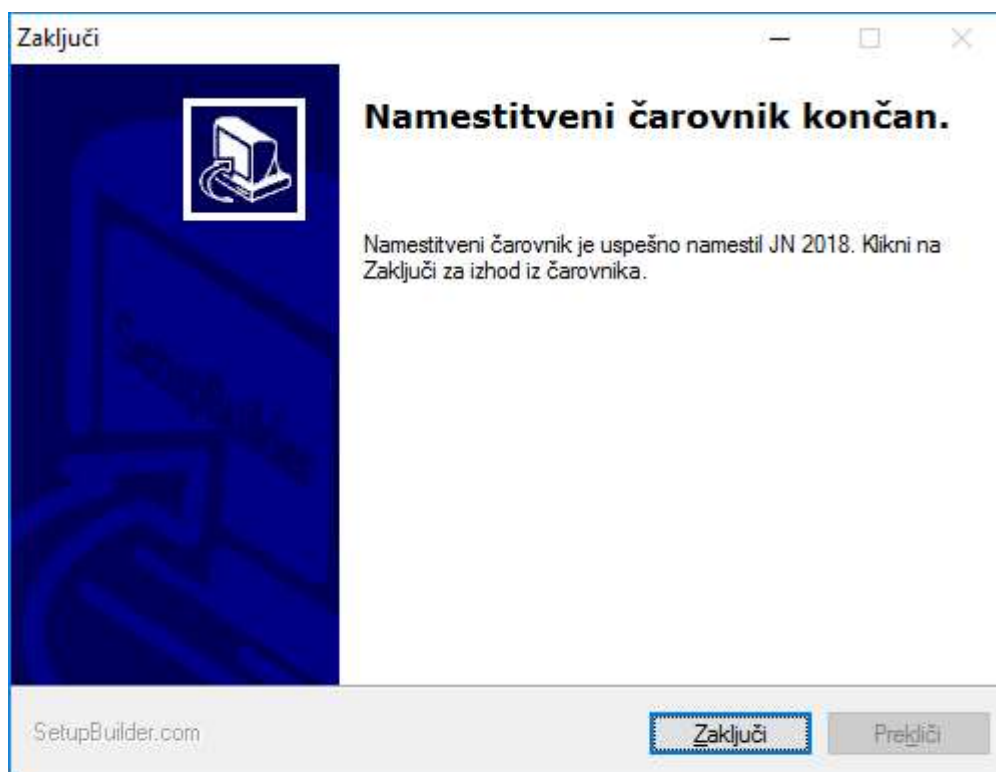 Zaključi
Namestitveni čarovnik končan.
Namestitveni čarovnik je uspešno namestil JN 2018. Klikni na
Zaključi za izhod iz čarovnika.
SetupBuilder
SetupBuilder.com
Zaključi
Prekliči